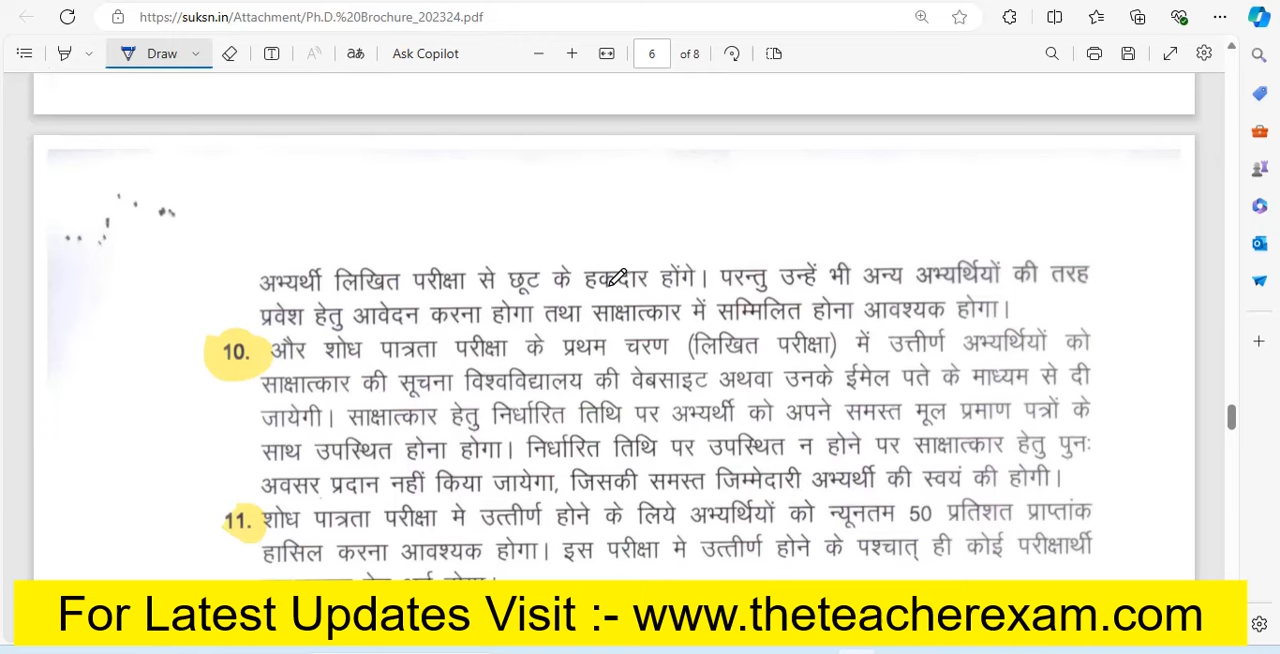 https://suksn.in/Attachment/Ph.D.%20Brochure_202324.pdf
Draw aあ Ask Copilot 6 of 8
अभ्यर्थी लिखित परीक्षा से छूट के हकदार होंगे। परन्तु उन्हें भी अन्य अभ्यर्थियों की तरह
प्रवेश हेतु आवेदन करना होगा तथा साक्षात्कार में सम्मिलित होना आवश्यक होगा।
10. और शोध पात्रता परीक्षा के प्रथम चरण (लिखित परीक्षा) में उत्तीर्ण अभ्यर्थियों को
साक्षात्कार की सूचना विश्वविद्यालय की वेबसाइट अथवा उनके ईमेल पते के माध्यम से दी
जायेगी। साक्षात्कार हेतु निर्धारित तिथि पर अभ्यर्थी को अपने समस्त मूल प्रमाण पत्रों के
साथ उपस्थित होना होगा। निर्धारित तिथि पर उपस्थित न होने पर साक्षात्कार हेतु पुनः
अवसर प्रदान नहीं किया जायेगा, जिसकी समस्त जिम्मेदारी अभ्यर्थी की स्वयं की होगी।
11. शोध पात्रता परीक्षा मे उत्तीर्ण होने के लिये अभ्यर्थियों को न्यूनतम 50 प्रतिशत प्राप्तांक
हासिल करना आवश्यक होगा। इस परीक्षा मे उत्तीर्ण होने के पश्चात् ही कोई परीक्षार्थी
For Latest Updates Visit :- www.theteacherexam.com